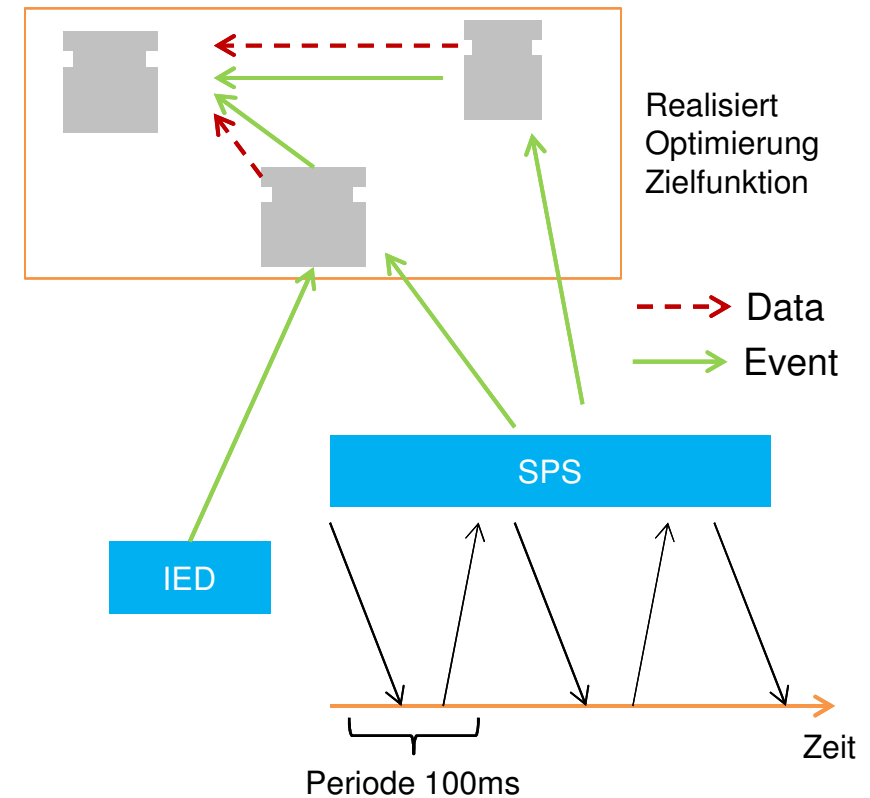 Realisiert
Optimierung
Zielfunktion
Data
Event
SPS
IED
Zeit
Periode 100ms